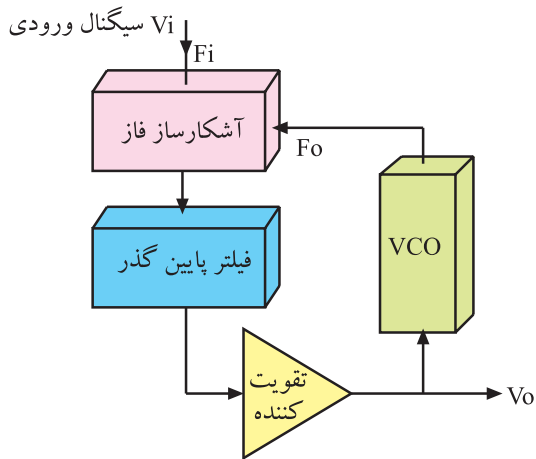 سیگنال ورودی Vi
Fi
آشکارساز فاز
Fo
فیلتر پایین گذر
VCO
تقویت
کننده
Vo